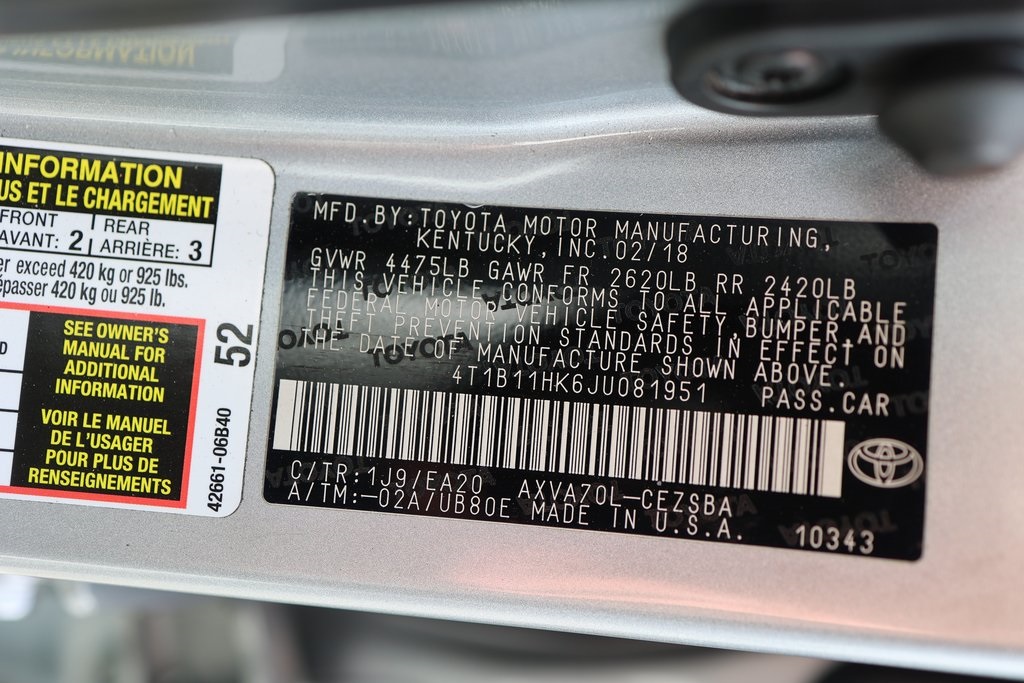 INFORMATION
US ET LE CHARGEMENT
FRONT
AVANT: 2
REAR
ARRIÈRE: 3
er exceed 420 kg or 925 lbs.
épasser 420 kg ou 925 lb.
SEE OWNER'S
MANUAL FOR
ADDITIONAL
INFORMATION
VOIR LE MANUEL
DE L'USAGER
POUR PLUS DE
RENSEIGNEMENTS
52
42661-06B40
MFD.BY:TOYOTA MOTOR MANUFACTURING,
KENTUCKY,INC.02/18
GVWR 4475LB GAWR FR 2620LB RR 2420LB
THIS VEHICLE CONFORMS TO ALL APPLICABLE
FEDERAL MOTOR VEHICLE SAFETY,BUMPER,AND
THEFT PREVENTION STANDARDS IN EFFECT ON
THE DATE OF MANUFACTURE SHOWN ABOVE.
4T1B11HK6JU081951 PASS.CAR
C/TR:1J9/EA20 AXVA70L-CEZSBA
A/TM:-02A/UB80E MADE IN U.S.A.
10343